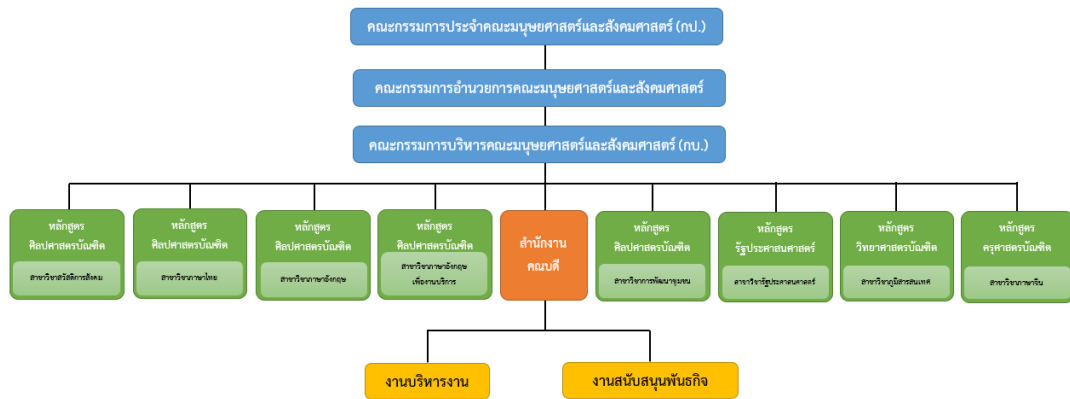 คณะกรรมการประจำคณะมนุษยศาสตร์และสังคมศาสตร์ (กป.)
คณะกรรมการอำนวยการคณะมนุษยศาสตร์และสังคมศาสตร์
คณะกรรมการบริหารคณะมนุษยศาสตร์และสังคมศาสตร์ (กบ.)
หลักสูตร
ศิลปศาสตรบัณฑิต
สาขาวิชาสวัสดิการสังคม
หลักสูตร
ศิลปศาสตรบัณฑิต
สาขาวิชาภาษาไทย
หลักสูตร
ศิลปศาสตรบัณฑิต
สาขาวิชาภาษาอังกฤษ
หลักสูตร
ศิลปศาสตรบัณฑิต
สาขาวิชาภาษาอังกฤษ
เพื่องานบริการ
สำนักงาน
คณบดี
หลักสูตร
ศิลปศาสตรบัณฑิต
สาขาวิชาการพัฒนาชุมชน
หลักสูตร
รัฐประศาสนศาสตร์
สาขาวิชารัฐประศาสนศาสตร์
หลักสูตร
วิทยาศาสตรบัณฑิต
สาขาวิชาภูมิสารสนเทศ
หลักสูตร
ครุศาสตรบัณฑิต
สาขาวิชาภาษาจีน
งานบริหารงาน
งานสนับสนุนพันธกิจ